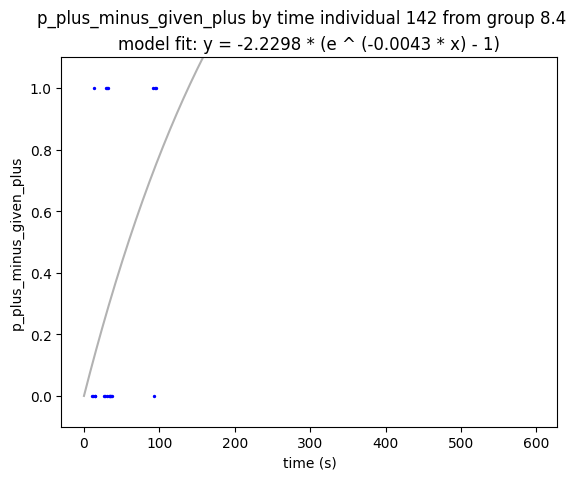 p_plus_minus_given_plus by time individual 142 from group 8.4
model fit: y = -2.2298 * (e ^ (-0.0043 * x) - 1)
1.0
0.8
0.6
0.4
0.2
0.0
p_plus_minus_given_plus
0 100 200 300 400 500 600
time (s)